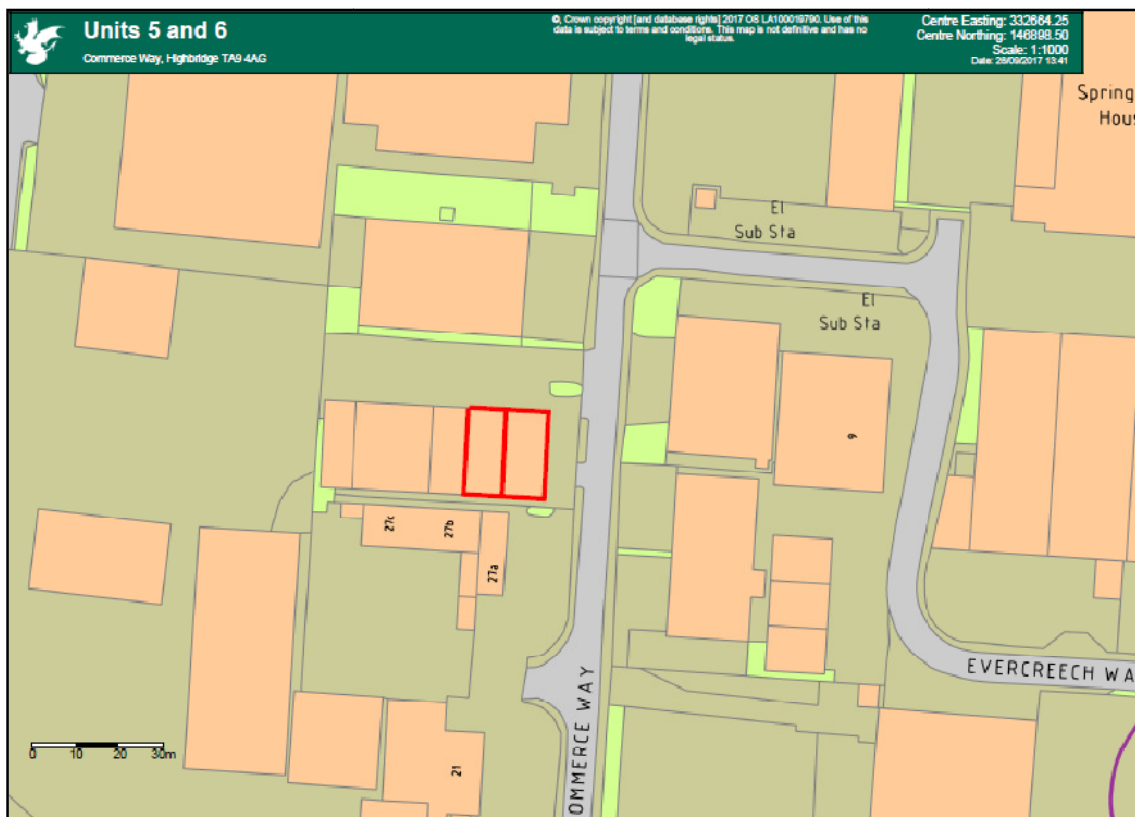 Units 5 and 6
Commerce Way, Highbridge TA9 4AG
©, Crown copyright [and database rights] 2017 OS LA100019790. Use of this
data is subject to terms and conditions. This map is not definitive and has no
legal status.
Centre Easting: 332664.25
Centre Northing: 146898.50
Scale: 1:1000
Date: 28/09/2017 13:41
Spring
Hous
El
Sub Sta
El
Sub Sta
9
27c
27b
27a
EVERCREECH WA
OMMERCE WAY
21
0 10 20 30m